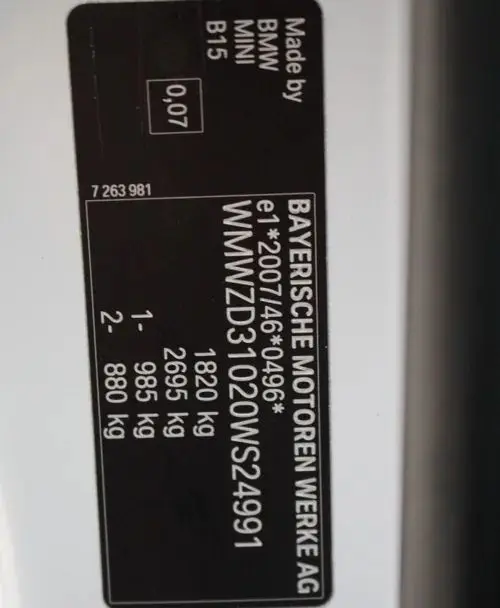 Made by
BMW
MINI
B15
0,07
7 263 981
BAYERISCHE MOTOREN WERKE AG
e1*2007/46*0496*
WMWZD31020WS24991
1820 kg
2695 kg
1- 985 kg
2- 880 kg